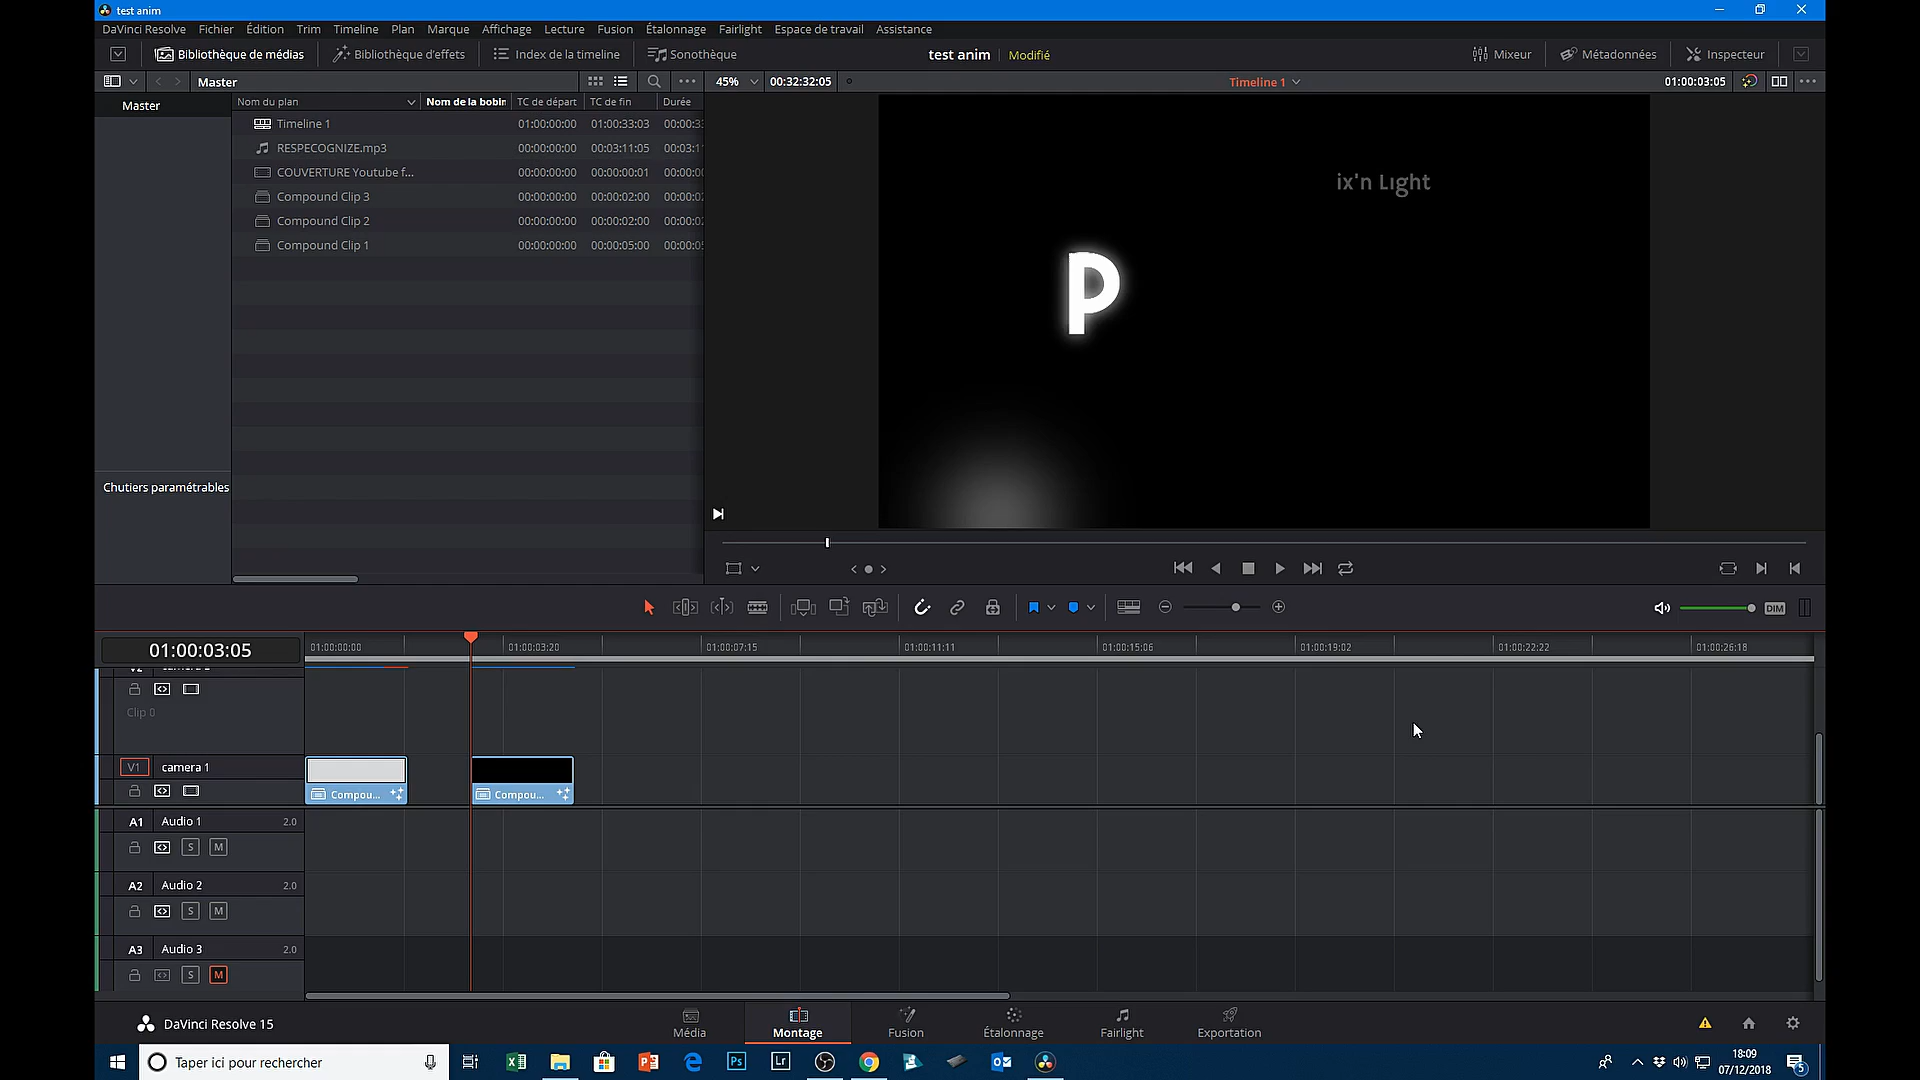 test anim
DaVinci Resolve Fichier Édition Trim Timeline Plan Marque Affichage Lecture Fusion Étalonnage Fairlight Espace de travail Assistance
Bibliothèque de médias Bibliothèque d'effets Index de la timeline Sonothèque test anim Modifié Mixeur Métadonnées Inspecteur
Master 45% 00:32:32:05 Timeline 1 01:00:03:05
Master
Nom du plan Nom de la bobin TC de départ TC de fin Durée
Timeline 1 01:00:00:00 01:00:33:03 00:00:33
RESPECOGNIZE.mp3 00:00:00:00 00:03:11:05 00:03:11
COUVERTURE Youtube f... 00:00:00:00 00:00:00:01 00:00:00
Compound Clip 3 00:00:00:00 00:00:02:00 00:00:02
Compound Clip 2 00:00:00:00 00:00:02:00 00:00:02
Compound Clip 1 00:00:00:00 00:00:05:00 00:00:05
Chutiers paramétrables
ix'n Light
P
DIM
01:00:03:05
01:00:00:00 01:00:03:20 01:00:07:15 01:00:11:11 01:00:15:06 01:00:19:02 01:00:22:22 01:00:26:18
Clip 0
V1 camera 1
Compou... Compou...
A1 Audio 1 2.0
S M
A2 Audio 2 2.0
S M
A3 Audio 3 2.0
S M
DaVinci Resolve 15
Média Montage Fusion Étalonnage Fairlight Exportation
Taper ici pour rechercher
Ps Lr
18:09
07/12/2018
5